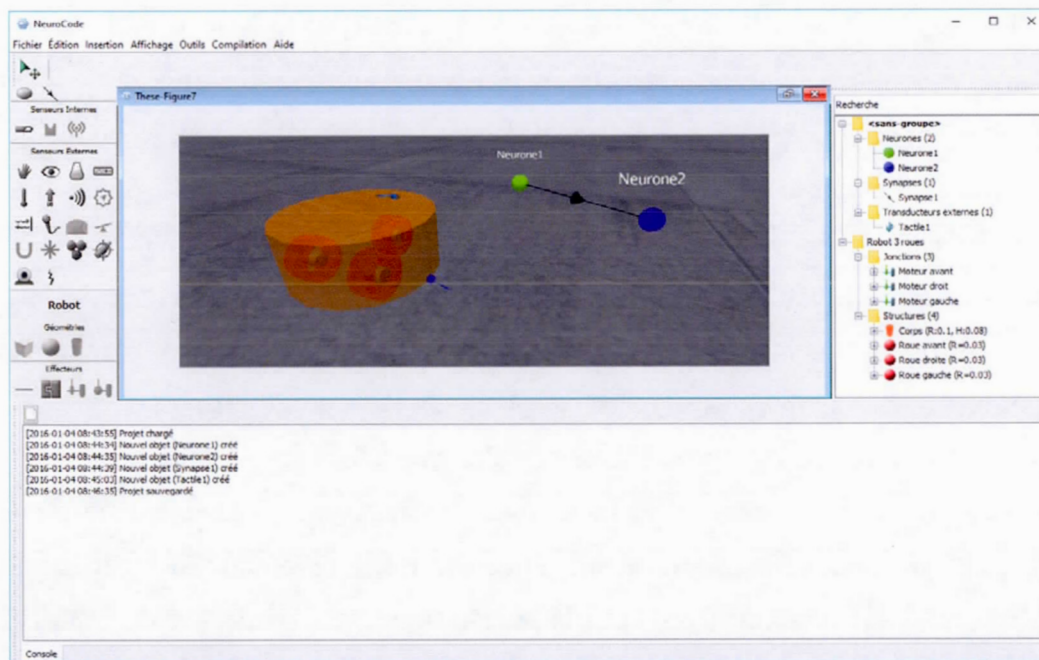 NeuroCode
Fichier Édition Insertion Affichage Outils Compilation Aide
Senseurs Internes
Senseurs Externes
Robot
Géométries
Effecteurs
These-Figure7
Neurone1
Neurone2
Recherche
<sans-groupe>
Neurones (2)
Neurone1
Neurone2
Synapses (1)
Synapse1
Transducteurs externes (1)
Tactile1
Robot 3 roues
Jonctions (3)
Moteur avant
Moteur droit
Moteur gauche
Structures (4)
Corps (R:0.1, H:0.08)
Roue avant (R=0.03)
Roue droite (R=0.03)
Roue gauche (R=0.03)
[2016-01-04 08:43:55] Projet chargé
[2016-01-04 08:44:34] Nouvel objet (Neurone1) créé
[2016-01-04 08:44:35] Nouvel objet (Neurone2) créé
[2016-01-04 08:44:39] Nouvel objet (Synapse1) créé
[2016-01-04 08:45:03] Nouvel objet (Tactile1) créé
[2016-01-04 08:46:35] Projet sauvegardé
Console